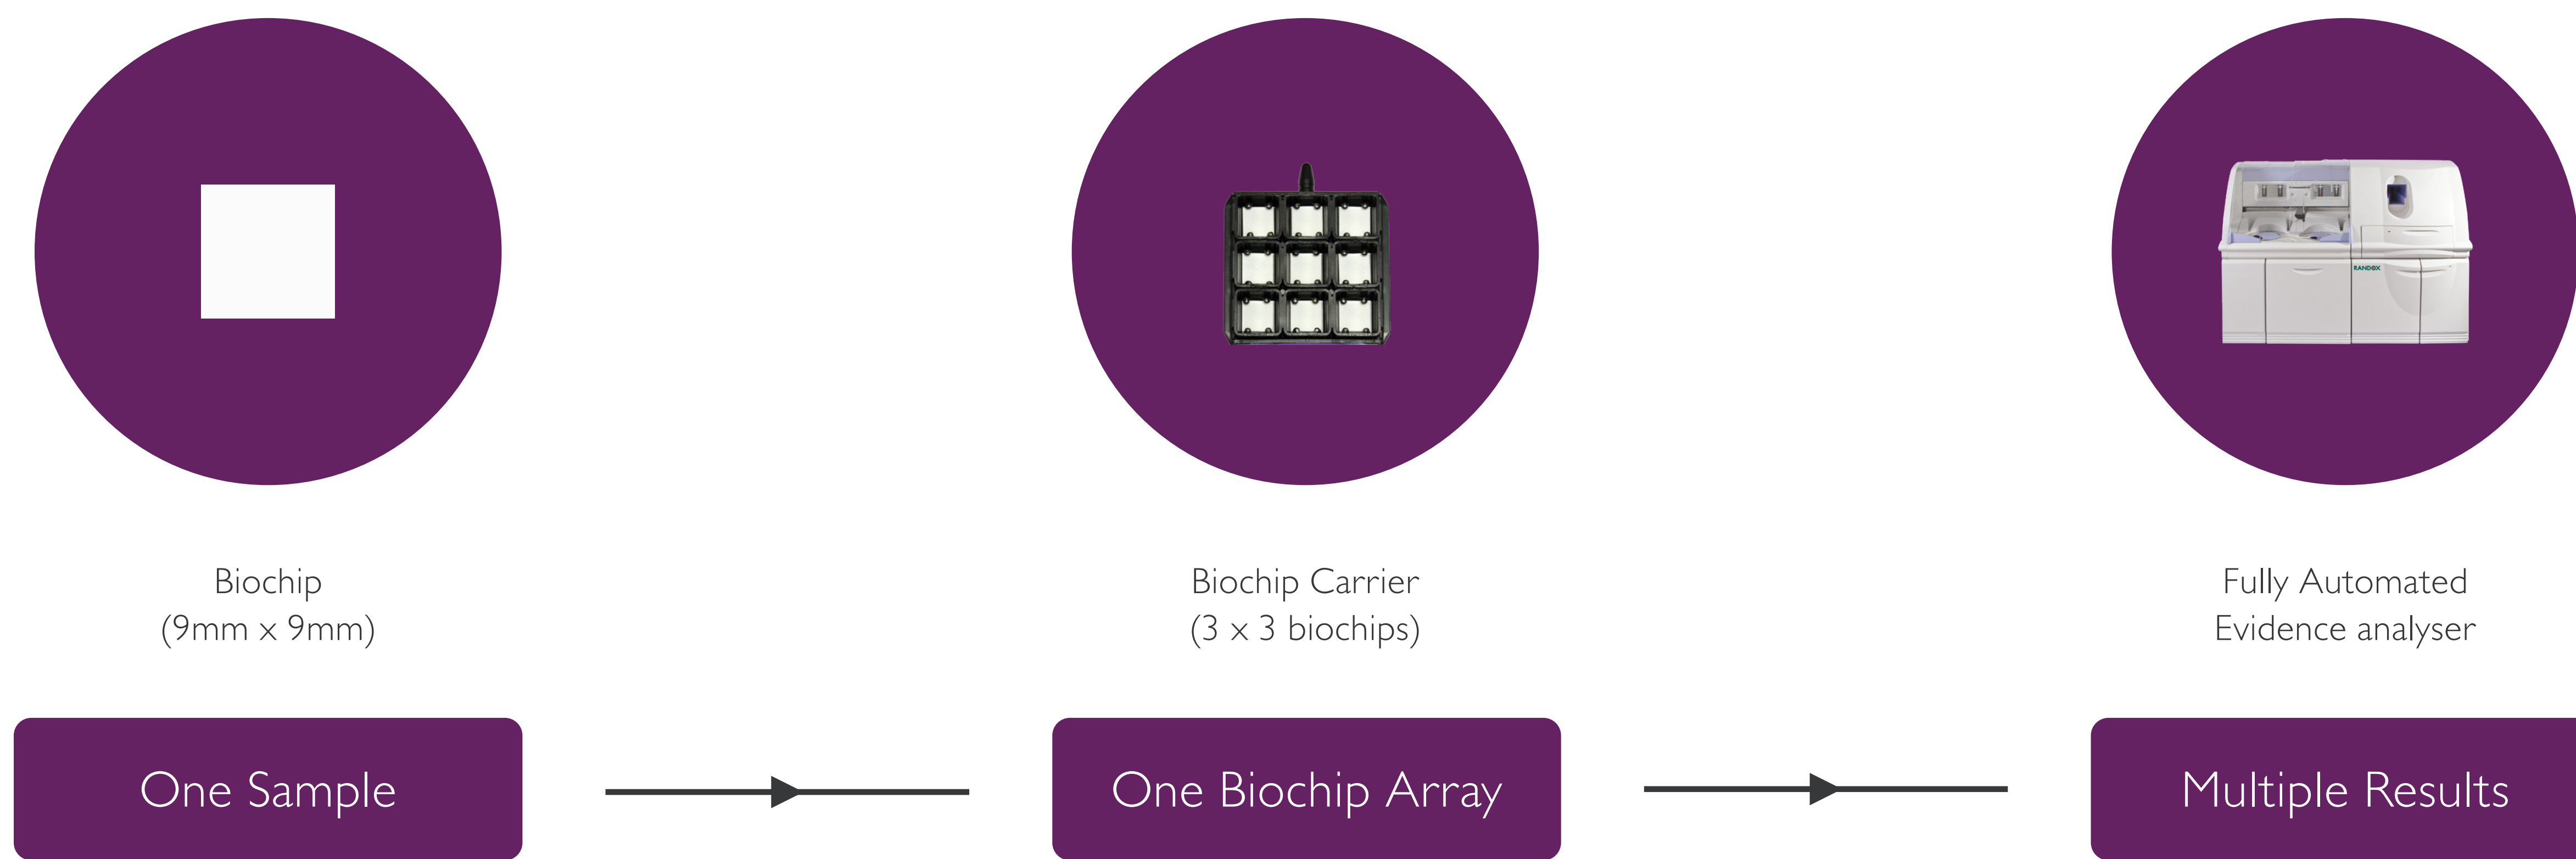 RANDOX
Biochip
(9mm x 9mm)
Biochip Carrier
(3 x 3 biochips)
Fully Automated
Evidence analyser
One Sample
One Biochip Array
Multiple Results